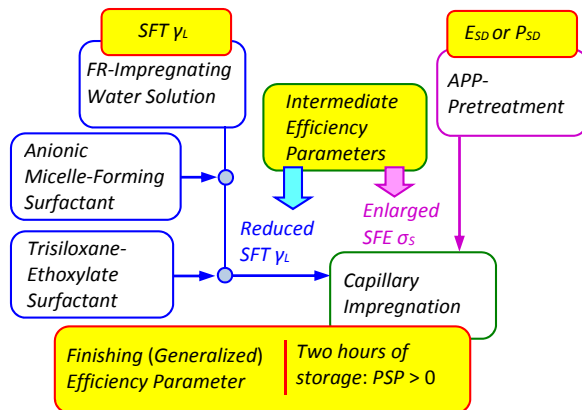 SFT γL
FR-Impregnating
Water Solution
ESD or PSD
APP-
Pretreatment
Intermediate
Efficiency
Parameters
Anionic
Micelle-Forming
Surfactant
Reduced
SFT γL
Enlarged
SFE σS
Trisiloxane-
Ethoxylate
Surfactant
Capillary
Impregnation
Finishing (Generalized)
Efficiency Parameter
Two hours of
storage: PSP > 0